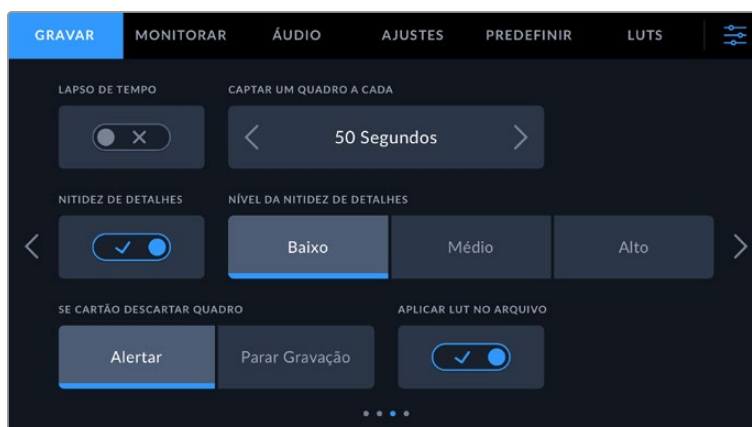 GRAVAR MONITORAR ÁUDIO AJUSTES PREDEFINIR LUTS
LAPSO DE TEMPO CAPTAR UM QUADRO A CADA
50 Segundos
NITIDEZ DE DETALHES NÍVEL DA NITIDEZ DE DETALHES
Baixo Médio Alto
SE CARTÃO DESCARTAR QUADRO APLICAR LUT NO ARQUIVO
Alertar Parar Gravação